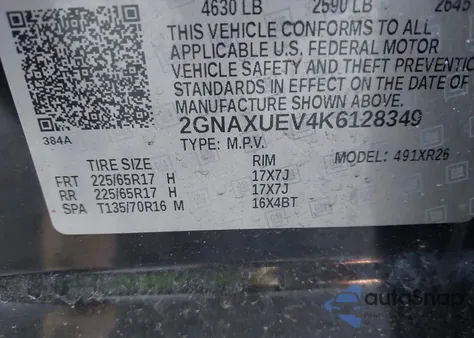 4630 LB 2590 LB 2645
THIS VEHICLE CONFORMS TO ALL
APPLICABLE U.S. FEDERAL MOTOR
VEHICLE SAFETY AND THEFT PREVENTIO
STANDARDS IN EFFECT ON THE DATE OF
MANUFACTURE SHOWN ABOVE.
384A 2GNAXUEV4K6128349
TYPE: M.P.V. MODEL: 491XR26
TIRE SIZE RIM
FRT 225/65R17 H 17X7J
RR 225/65R17 H 17X7J
SPA T135/70R16 M 16X4BT
autoSnap